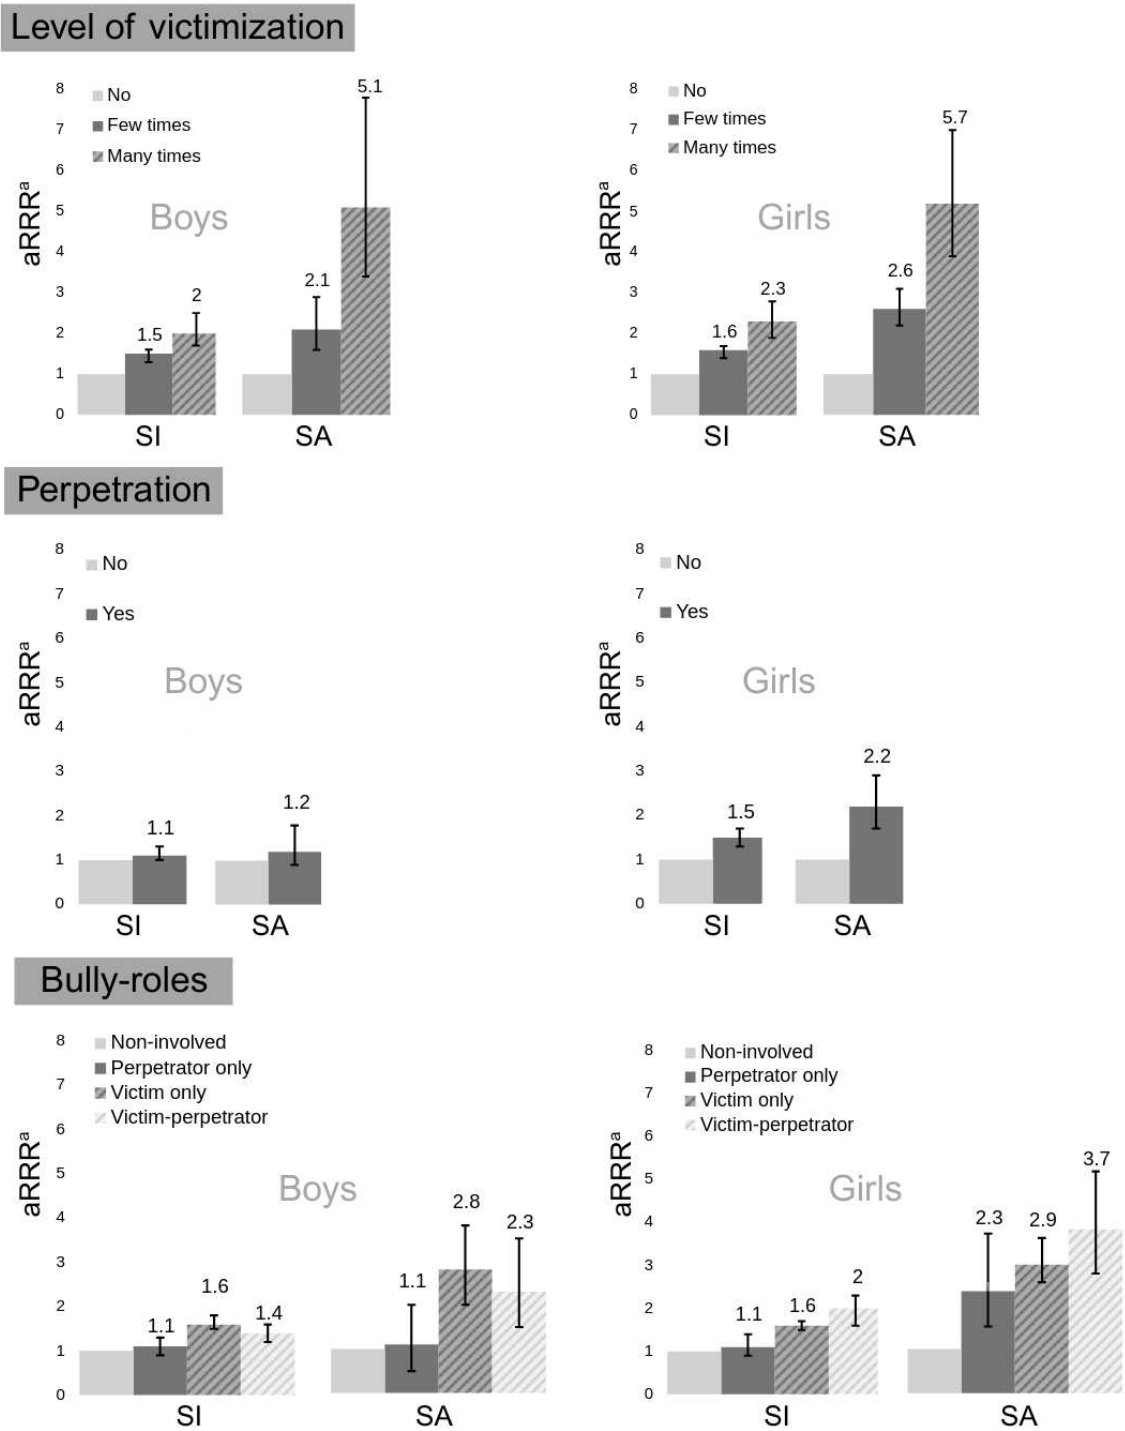 Level of victimization
8
7
6
5
4
3
2
1
0
aRRRᵃ
No
Few times
Many times
Boys
1.5
2
2.1
5.1
SI
SA
8
7
6
5
4
3
2
1
0
aRRRᵃ
No
Few times
Many times
Girls
1.6
2.3
2.6
5.7
SI
SA
Perpetration
8
7
6
5
4
3
2
1
0
aRRRᵃ
No
Yes
Boys
1.1
1.2
SI
SA
8
7
6
5
4
3
2
1
0
aRRRᵃ
No
Yes
Girls
1.5
2.2
SI
SA
Bully-roles
8
7
6
5
4
3
2
1
0
aRRRᵃ
Non-involved
Perpetrator only
Victim only
Victim-perpetrator
Boys
1.1
1.6
1.4
1.1
2.8
2.3
SI
SA
8
7
6
5
4
3
2
1
0
aRRRᵃ
Non-involved
Perpetrator only
Victim only
Victim-perpetrator
Girls
1.1
1.6
2
2.3
2.9
3.7
SI
SA